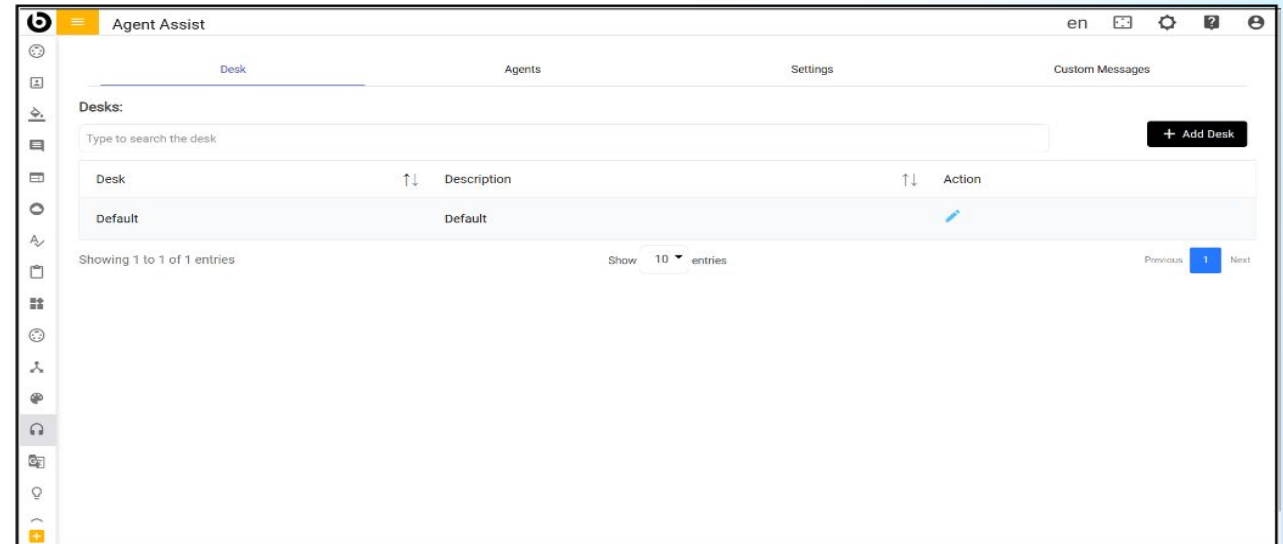 Agent Assist en
Desk Agents Settings Custom Messages
Desks:
Type to search the desk + Add Desk
Desk ↑↓ Description ↑↓ Action
Default Default
Showing 1 to 1 of 1 entries Show 10 entries Previous 1 Next